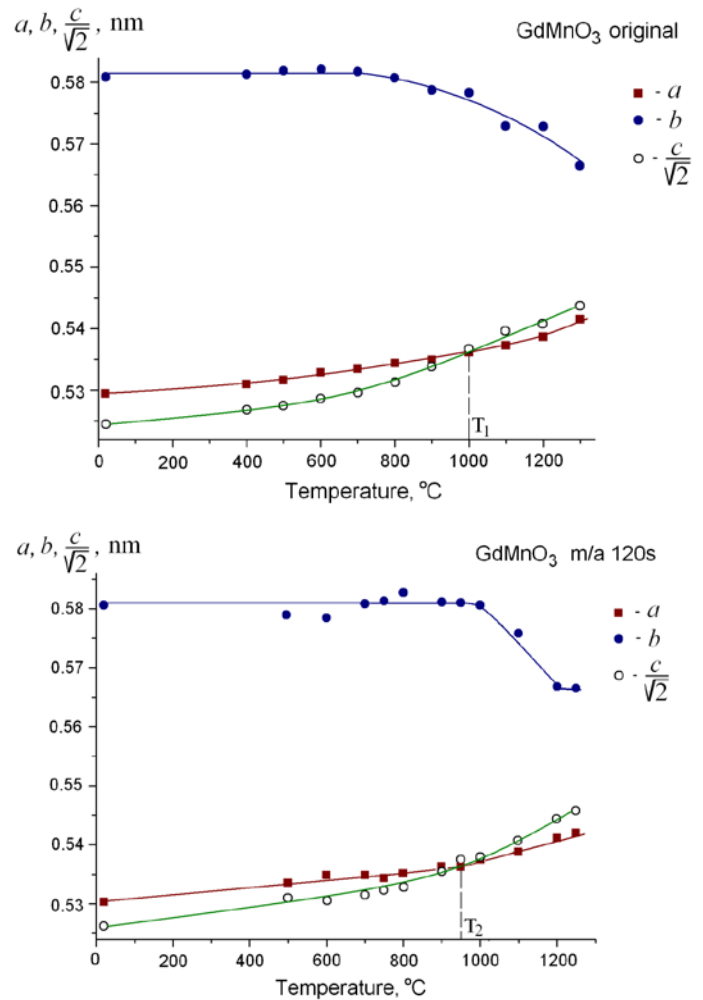 a, b, c/√2, nm
GdMnO₃ original
0.58
0.57
0.56
0.55
0.54
0.53
- a
- b
- c/√2
T₁
0 200 400 600 800 1000 1200
Temperature, °C
a, b, c/√2, nm
GdMnO₃ m/a 120s
0.58
0.57
0.56
0.55
0.54
0.53
- a
- b
- c/√2
T₂
0 200 400 600 800 1000 1200
Temperature, °C